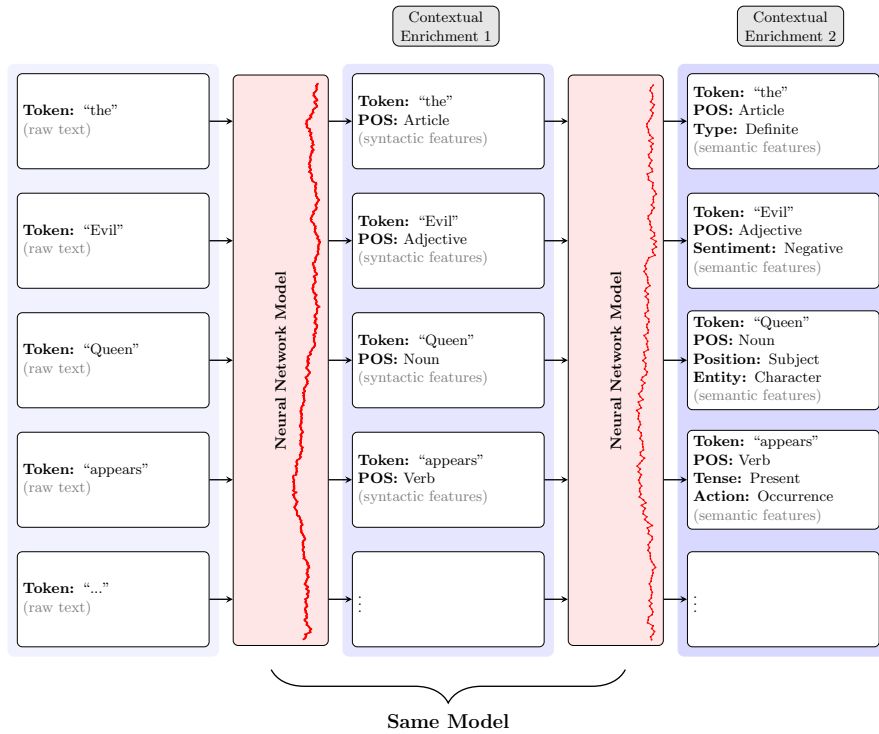 Contextual
Enrichment 1
Contextual
Enrichment 2
Token: “the”
(raw text)
Token: “Evil”
(raw text)
Token: “Queen”
(raw text)
Token: “appears”
(raw text)
Token: “...”
(raw text)
Neural Network Model
Token: “the”
POS: Article
(syntactic features)
Token: “Evil”
POS: Adjective
(syntactic features)
Token: “Queen”
POS: Noun
(syntactic features)
Token: “appears”
POS: Verb
(syntactic features)
⋮
Neural Network Model
Token: “the”
POS: Article
Type: Definite
(semantic features)
Token: “Evil”
POS: Adjective
Sentiment: Negative
(semantic features)
Token: “Queen”
POS: Noun
Position: Subject
Entity: Character
(semantic features)
Token: “appears”
POS: Verb
Tense: Present
Action: Occurrence
(semantic features)
⋮
Same Model